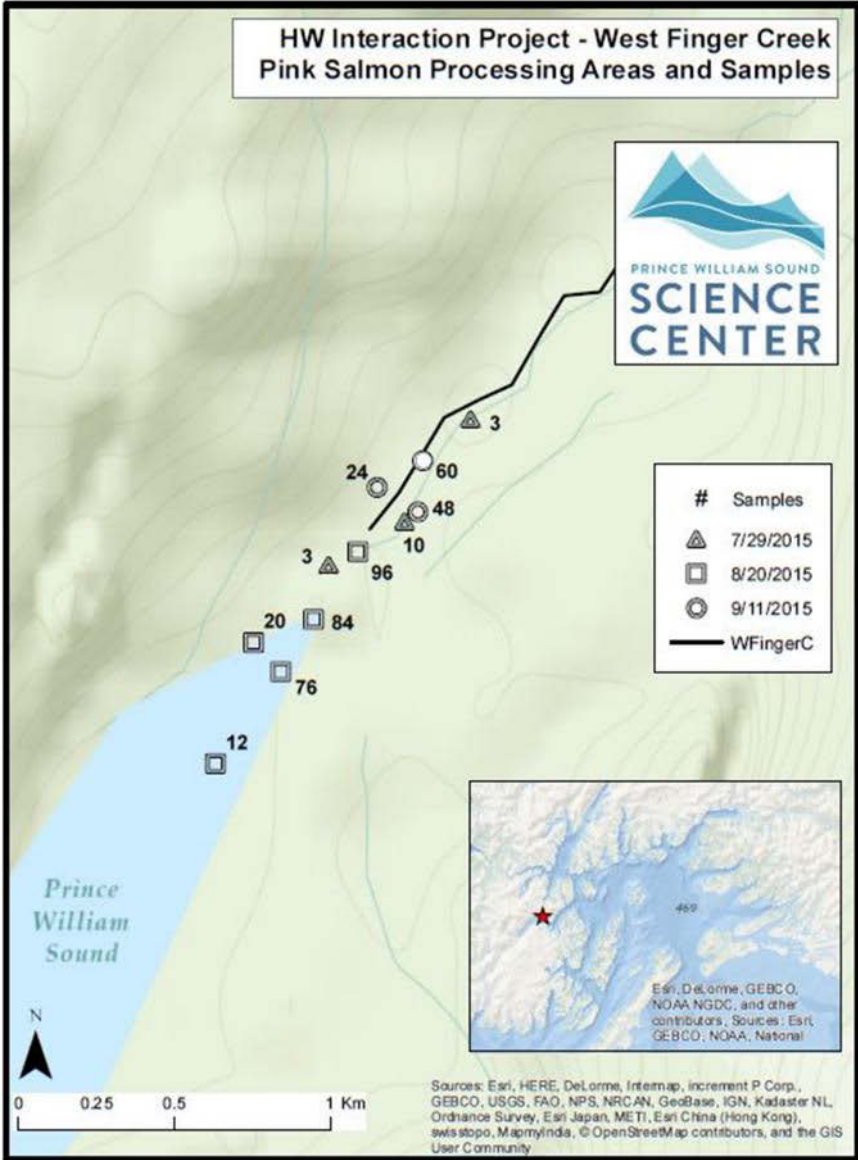 HW Interaction Project - West Finger Creek
Pink Salmon Processing Areas and Samples
PRINCE WILLIAM SOUND
SCIENCE
CENTER
3
60
24
48
10
3
96
20
84
76
12
# Samples
7/29/2015
8/20/2015
9/11/2015
WFingerC
Prince
William
Sound
469
Esri, DeLorme, GEBCO,
NOAA NGDC, and other
contributors, Sources: Esri,
GEBCO, NOAA, National
N
0 0.25 0.5 1 Km
Sources: Esri, HERE, DeLorme, Intermap, increment P Corp.,
GEBCO, USGS, FAO, NPS, NRCAN, GeoBase, IGN, Kadaster NL,
Ordnance Survey, Esri Japan, METI, Esri China (Hong Kong),
swisstopo, MapmyIndia, © OpenStreetMap contributors, and the GIS
User Community